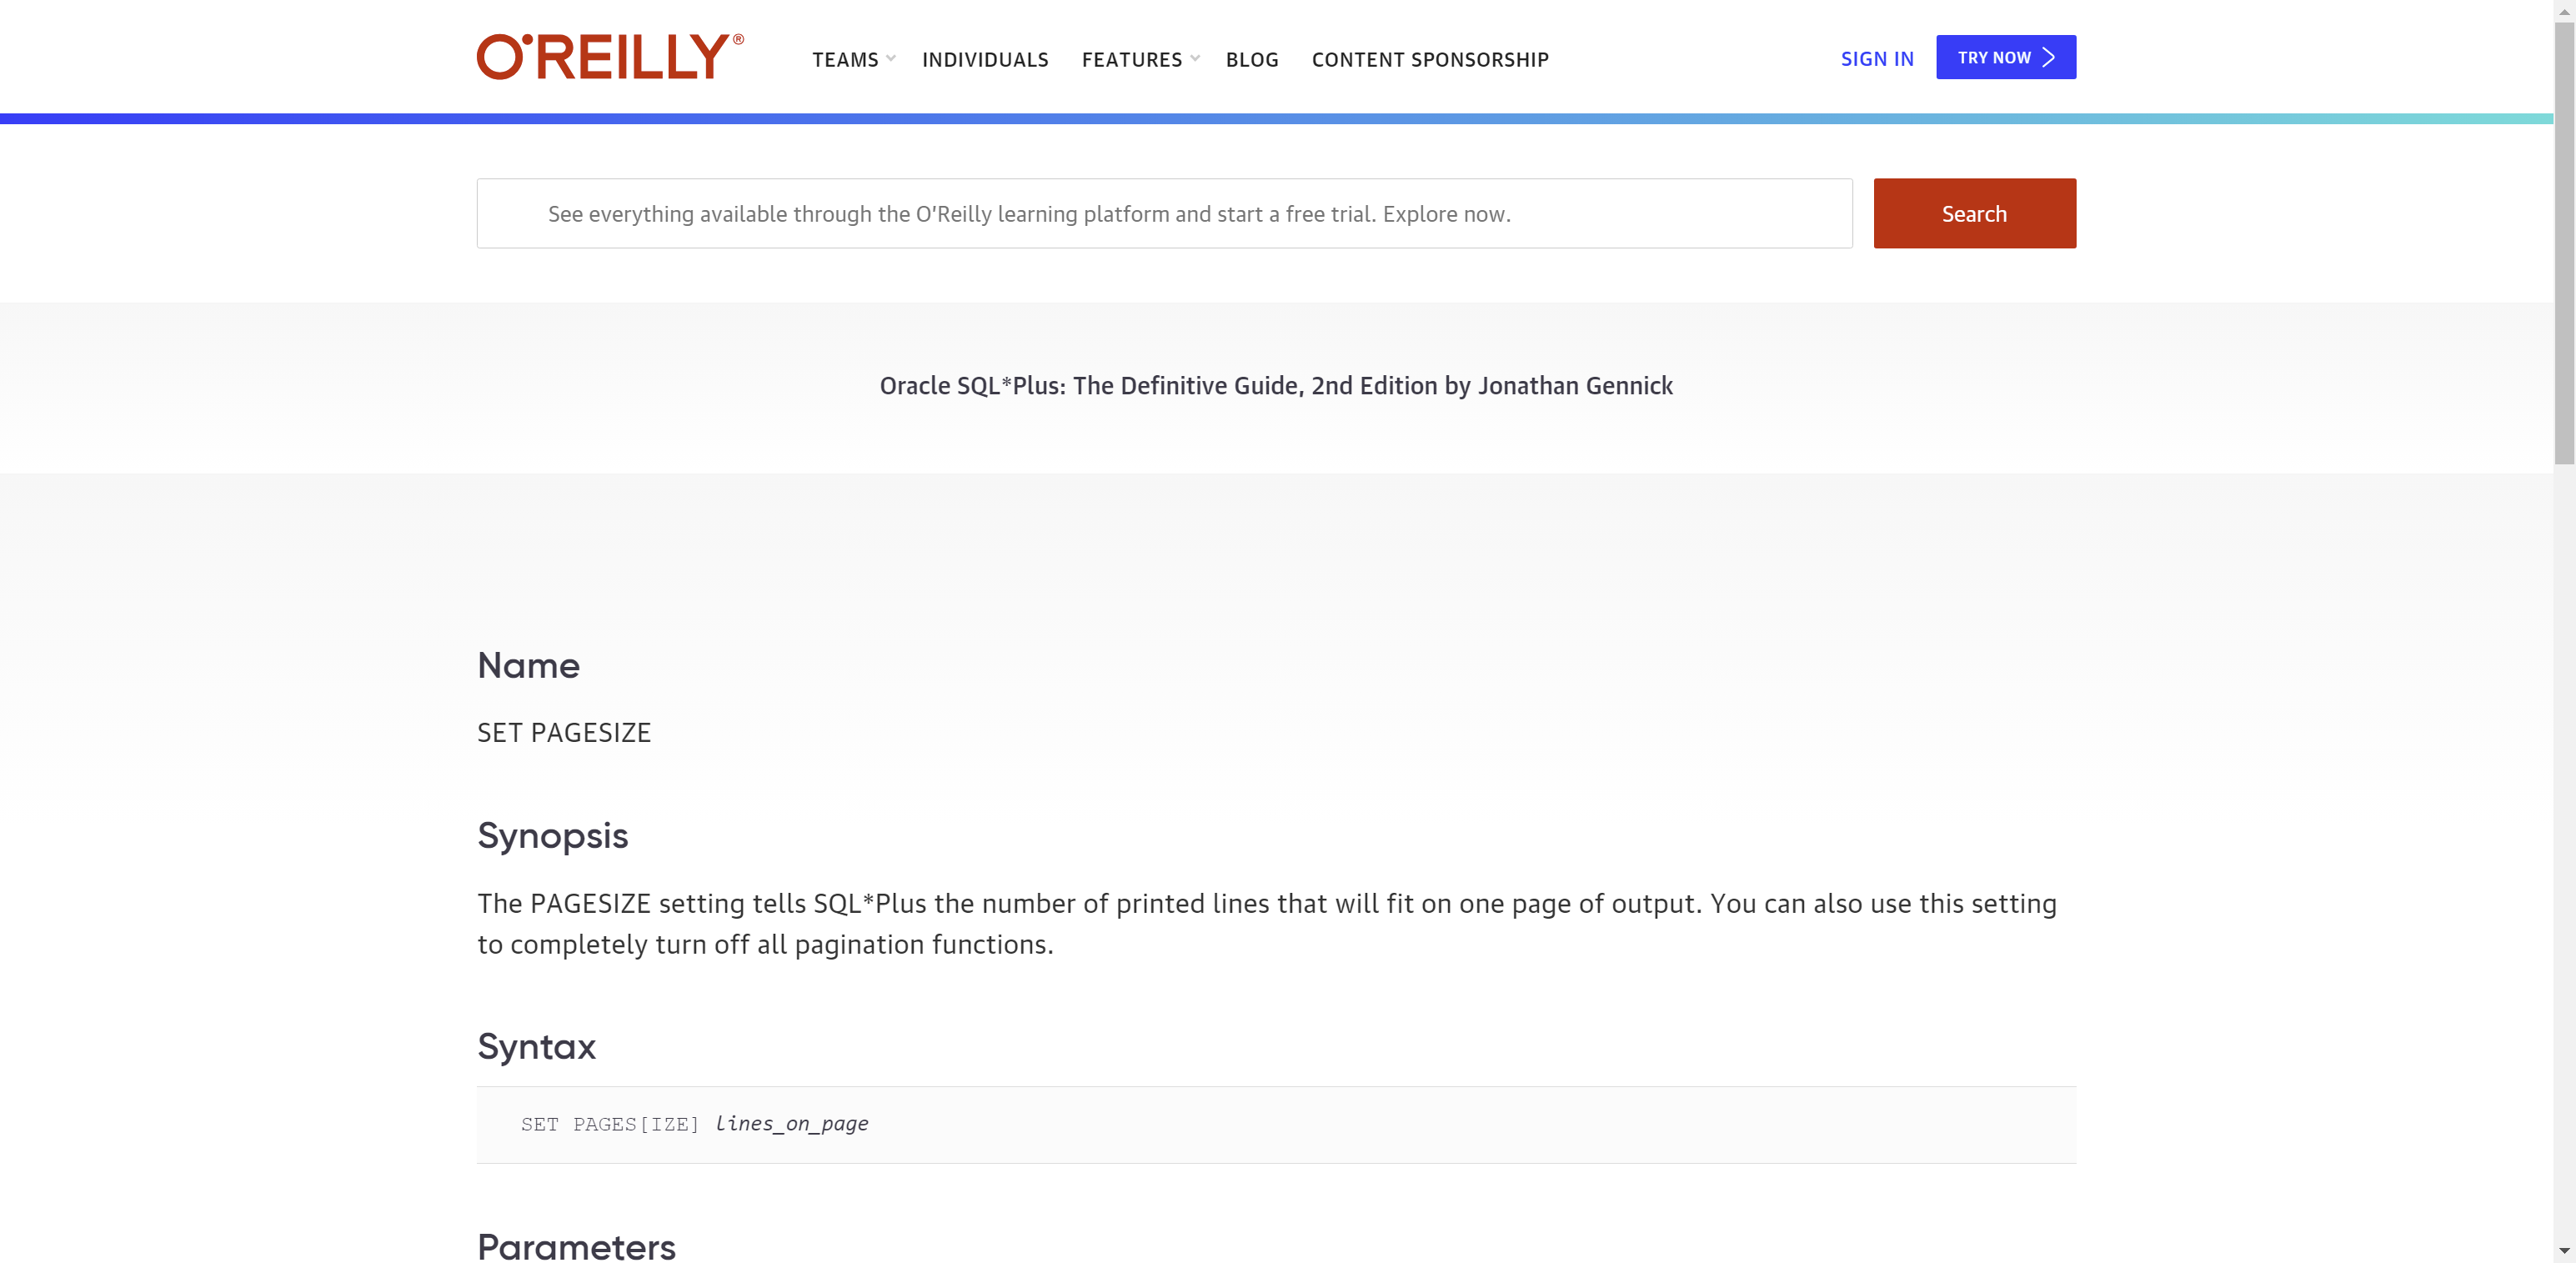 O'REILLY®
TEAMS
INDIVIDUALS
FEATURES
BLOG
CONTENT SPONSORSHIP
SIGN IN
TRY NOW
See everything available through the O'Reilly learning platform and start a free trial. Explore now.
Search
Oracle SQL*Plus: The Definitive Guide, 2nd Edition by Jonathan Gennick
Name
SET PAGESIZE
Synopsis
The PAGESIZE setting tells SQL*Plus the number of printed lines that will fit on one page of output. You can also use this setting
to completely turn off all pagination functions.
Syntax
SET PAGES[IZE] lines_on_page
Parameters